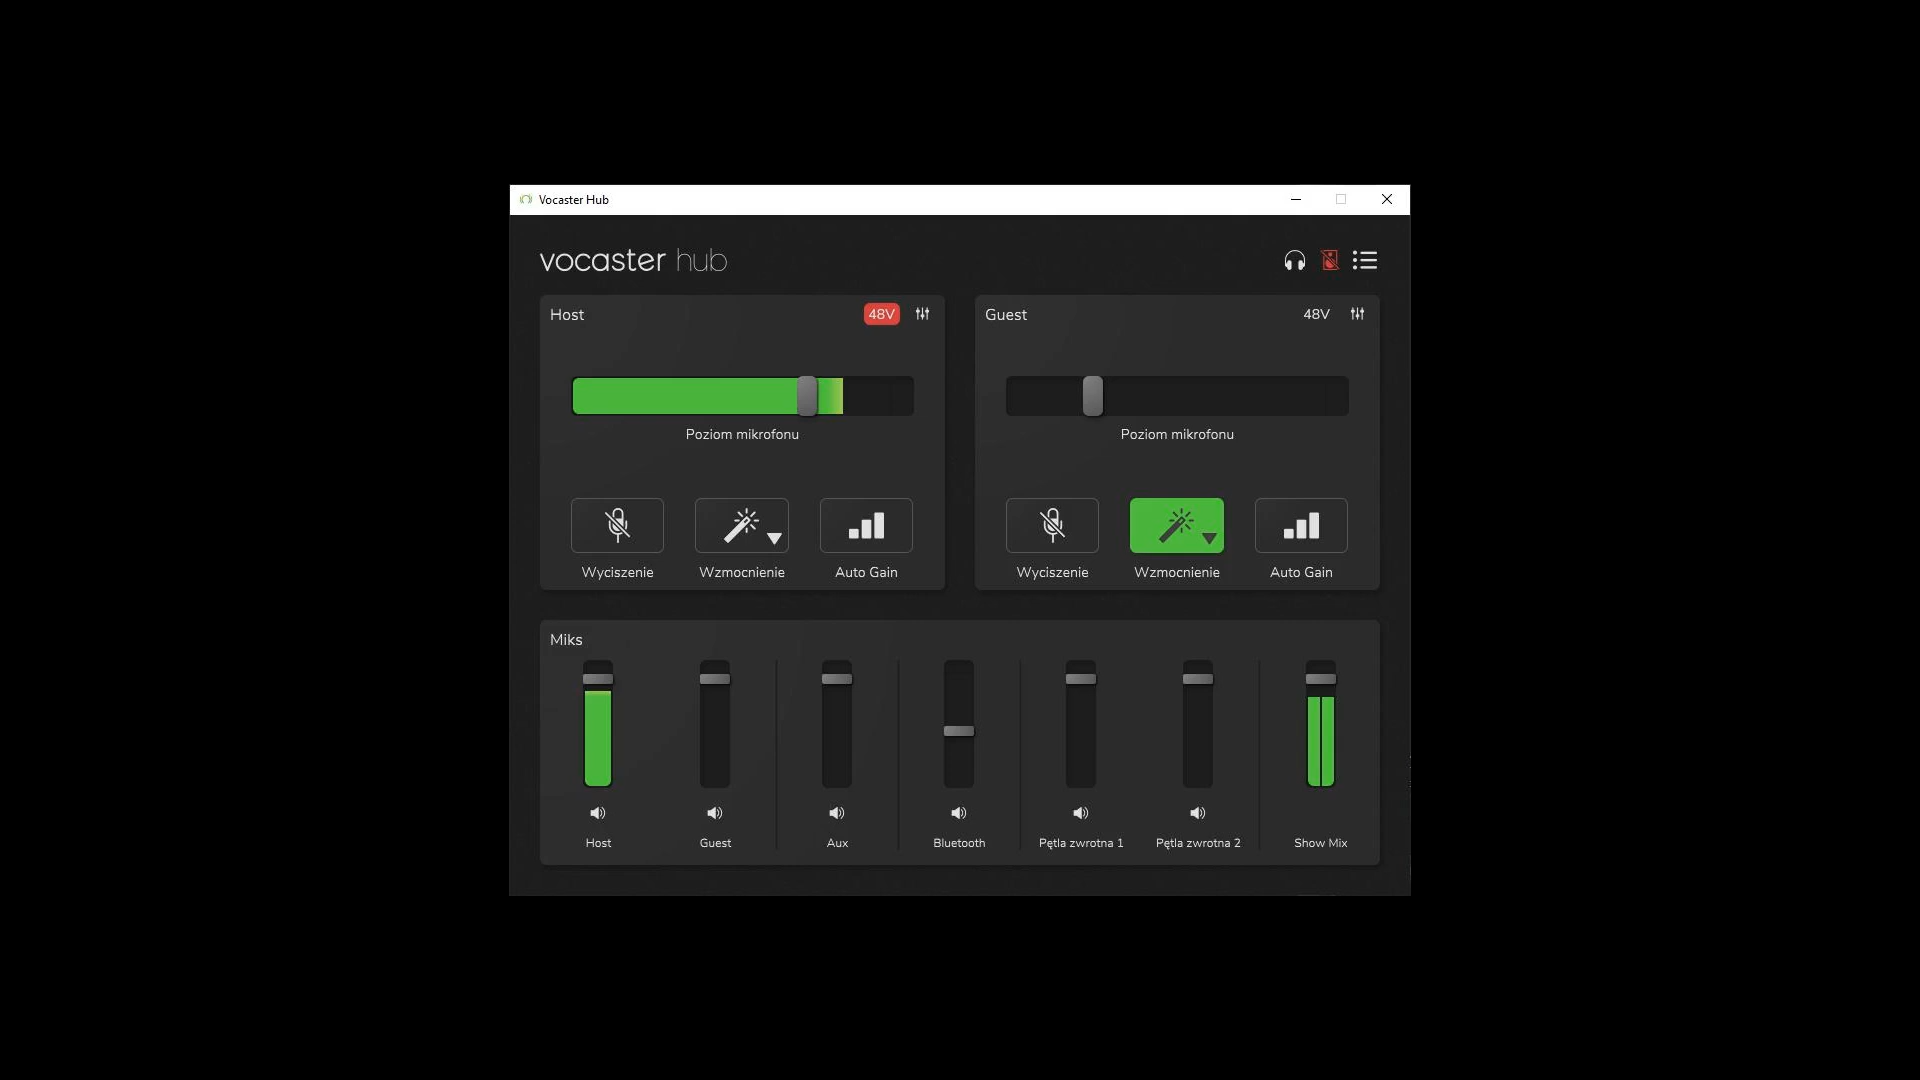 Vocaster Hub
vocaster hub
Host
48V
Poziom mikrofonu
Wyciszenie
Wzmocnienie
Auto Gain
Guest
48V
Poziom mikrofonu
Wyciszenie
Wzmocnienie
Auto Gain
Miks
Host
Guest
Aux
Bluetooth
Pętla zwrotna 1
Pętla zwrotna 2
Show Mix